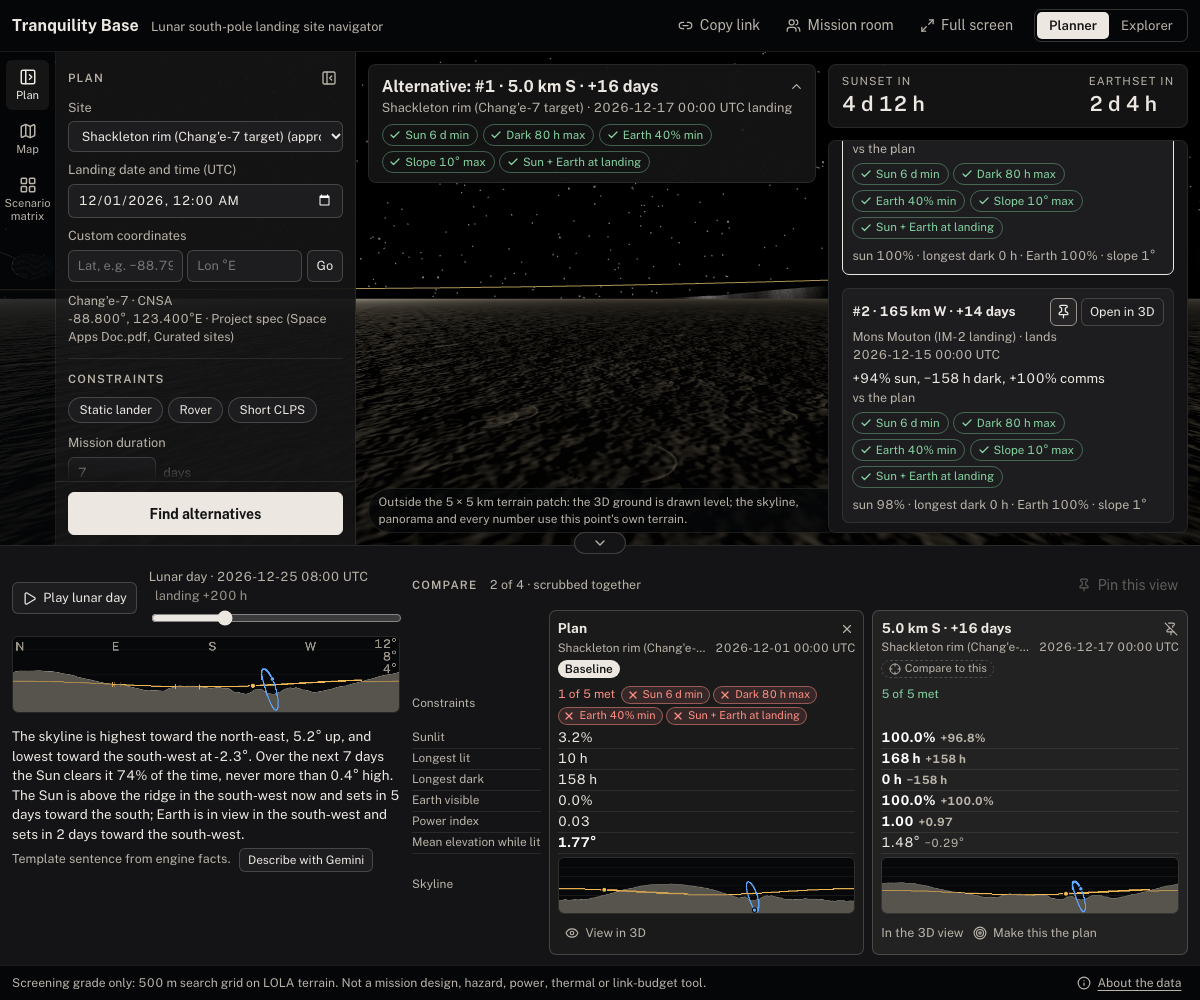 Tranquility Base Lunar south-pole landing site navigator
Copy link Mission room Full screen Planner Explorer
Plan
Map
Scenario
matrix
PLAN
Site
Shackleton rim (Chang'e-7 target) (appro
Landing date and time (UTC)
12/01/2026, 12:00 AM
Custom coordinates
Lat, e.g. −88.79 Lon °E Go
Chang'e-7 · CNSA
-88.800°, 123.400°E · Project spec (Space
Apps Doc.pdf, Curated sites)
CONSTRAINTS
Static lander Rover Short CLPS
Mission duration
7 days
Find alternatives
Alternative: #1 · 5.0 km S · +16 days
Shackleton rim (Chang'e-7 target) · 2026-12-17 00:00 UTC landing
Sun 6 d min Dark 80 h max Earth 40% min
Slope 10° max Sun + Earth at landing
Outside the 5 × 5 km terrain patch: the 3D ground is drawn level; the skyline,
panorama and every number use this point's own terrain.
SUNSET IN EARTHSET IN
4 d 12 h 2 d 4 h
vs the plan
Sun 6 d min Dark 80 h max
Earth 40% min Slope 10° max
Sun + Earth at landing
sun 100% · longest dark 0 h · Earth 100% · slope 1°
#2 · 165 km W · +14 days Open in 3D
Mons Mouton (IM-2 landing) · lands
2026-12-15 00:00 UTC
+94% sun, −158 h dark, +100% comms
vs the plan
Sun 6 d min Dark 80 h max
Earth 40% min Slope 10° max
Sun + Earth at landing
sun 98% · longest dark 0 h · Earth 100% · slope 1°
Play lunar day
Lunar day · 2026-12-25 08:00 UTC
landing +200 h
N E S W 12°
8°
4°
The skyline is highest toward the north-east, 5.2° up, and
lowest toward the south-west at -2.3°. Over the next 7 days
the Sun clears it 74% of the time, never more than 0.4° high.
The Sun is above the ridge in the south-west now and sets in 5
days toward the south; Earth is in view in the south-west and
sets in 2 days toward the south-west.
Template sentence from engine facts. Describe with Gemini
COMPARE 2 of 4 · scrubbed together Pin this view
Plan
Shackleton rim (Chang'e-... 2026-12-01 00:00 UTC
Baseline
5.0 km S · +16 days
Shackleton rim (Chang'e-... 2026-12-17 00:00 UTC
Compare to this
Constraints 1 of 5 met Sun 6 d min Dark 80 h max 5 of 5 met
Earth 40% min Sun + Earth at landing
Sunlit 3.2% 100.0% +96.8%
Longest lit 10 h 168 h +158 h
Longest dark 158 h 0 h −158 h
Earth visible 0.0% 100.0% +100.0%
Power index 0.03 1.00 +0.97
Mean elevation while lit 1.77° 1.48° −0.29°
Skyline
View in 3D In the 3D view Make this the plan
Screening grade only: 500 m search grid on LOLA terrain. Not a mission design, hazard, power, thermal or link-budget tool. About the data